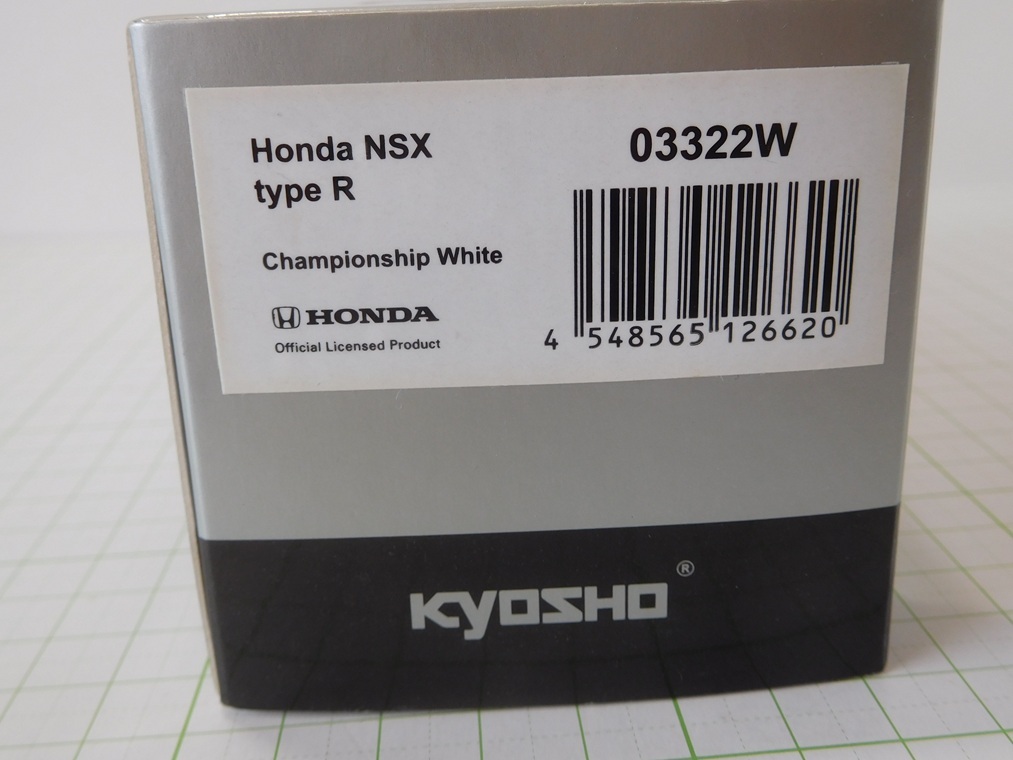 Honda NSX
type R
03322W
Championship White
HONDA
Official Licensed Product
4 548565 126620
KYOSHO ®